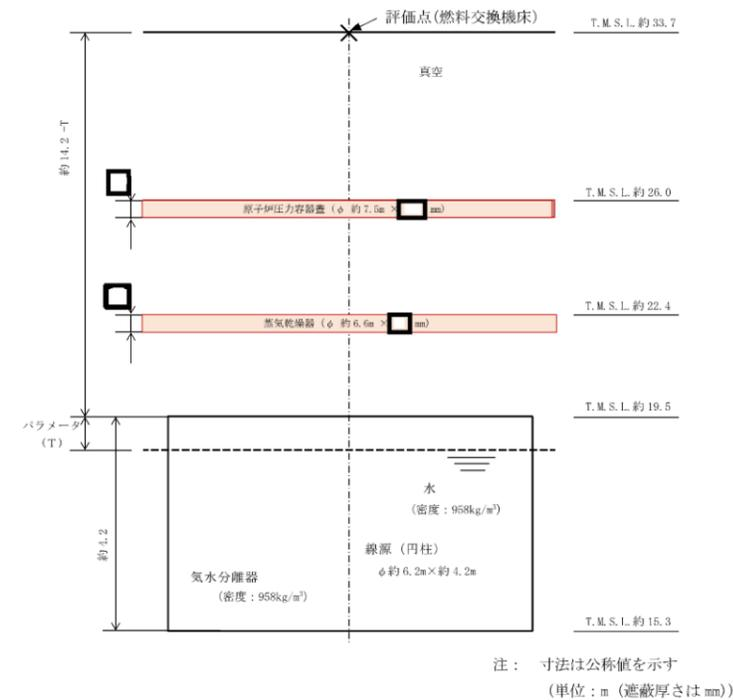 評価点(燃料交換機床)
T.M.S.L.約33.7
真空
約14.2 -T
T.M.S.L.約26.0
原子炉圧力容器蓋(φ 約7.5m × mm)
T.M.S.L.約22.4
蒸気乾燥器(φ 約6.6m × mm)
T.M.S.L.約19.5
パラメータ
(T)
水
(密度:958kg/m³)
約4.2
線源(円柱)
φ約6.2m×約4.2m
気水分離器
(密度:958kg/m³)
T.M.S.L.約15.3
注: 寸法は公称値を示す
(単位:m(遮蔽厚さは mm))